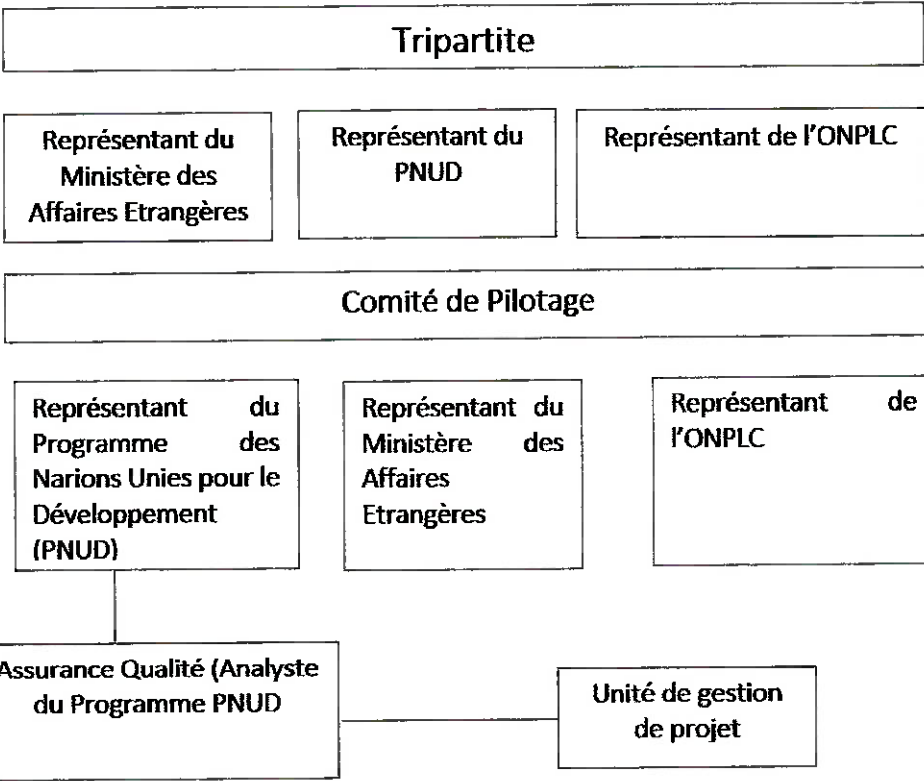 Tripartite
Représentant du
Ministère des
Affaires Etrangères
Représentant du
PNUD
Représentant de l'ONPLC
Comité de Pilotage
Représentant du
Programme des
Narions Unies pour le
Développement
(PNUD)
Représentant du
Ministère des
Affaires
Etrangères
Représentant de
l'ONPLC
Assurance Qualité (Analyste
du Programme PNUD
Unité de gestion
de projet